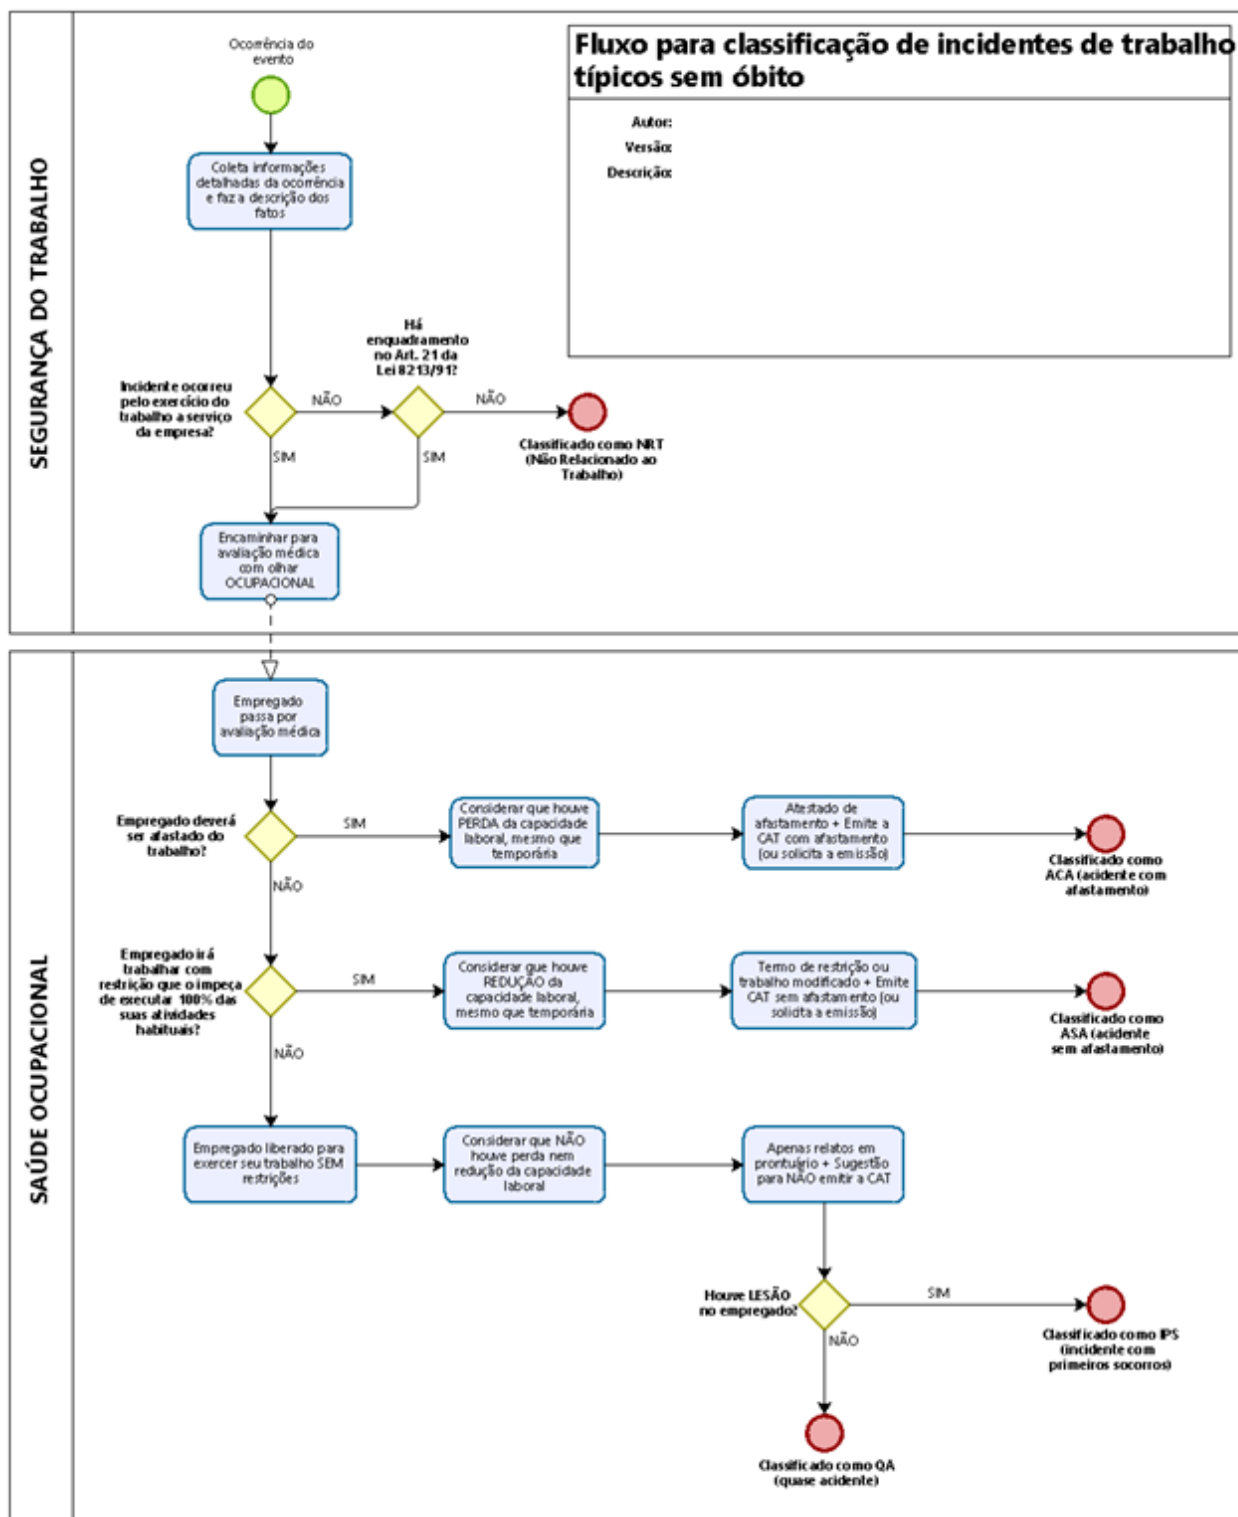 Fluxo para classificação de incidentes de trabalho
típicos sem óbito
Autor:
Versão:
Descrição:
SEGURANÇA DO TRABALHO
Ocorrência do
evento
Coleta informações
detalhadas da ocorrência
e faz a descrição dos
fatos
Há
enquadramento
no Art. 21 da
Lei 8213/91?
Incidente ocorreu
pelo exercício do
trabalho a serviço
da empresa?
NÃO
NÃO
SIM
SIM
Classificado como NRT
(Não Relacionado ao
Trabalho)
Encaminhar para
avaliação médica
com olhar
OCUPACIONAL
SAÚDE OCUPACIONAL
Empregado
passa por
avaliação médica
Empregado deverá
ser afastado do
trabalho?
SIM
NÃO
Considerar que houve
PERDA da capacidade
laboral, mesmo que
temporária
Atestado de
afastamento + Emite a
CAT com afastamento
(ou solicita a emissão)
Classificado como
ACA (acidente com
afastamento)
Empregado irá
trabalhar com
restrição que o impeça
de executar 100% das
suas atividades
habituais?
SIM
NÃO
Considerar que houve
REDUÇÃO da
capacidade laboral,
mesmo que temporária
Termo de restrição ou
trabalho modificado + Emite
CAT sem afastamento (ou
solicita a emissão)
Classificado como
ASA (acidente
sem afastamento)
Empregado liberado para
exercer seu trabalho SEM
restrições
Considerar que NÃO
houve perda nem
redução da capacidade
laboral
Apenas relatos em
prontuário + Sugestão
para NÃO emitir a CAT
Houve LESÃO
no empregado?
SIM
NÃO
Classificado como IPS
(incidente com
primeiros socorros)
Classificado como QA
(quase acidente)